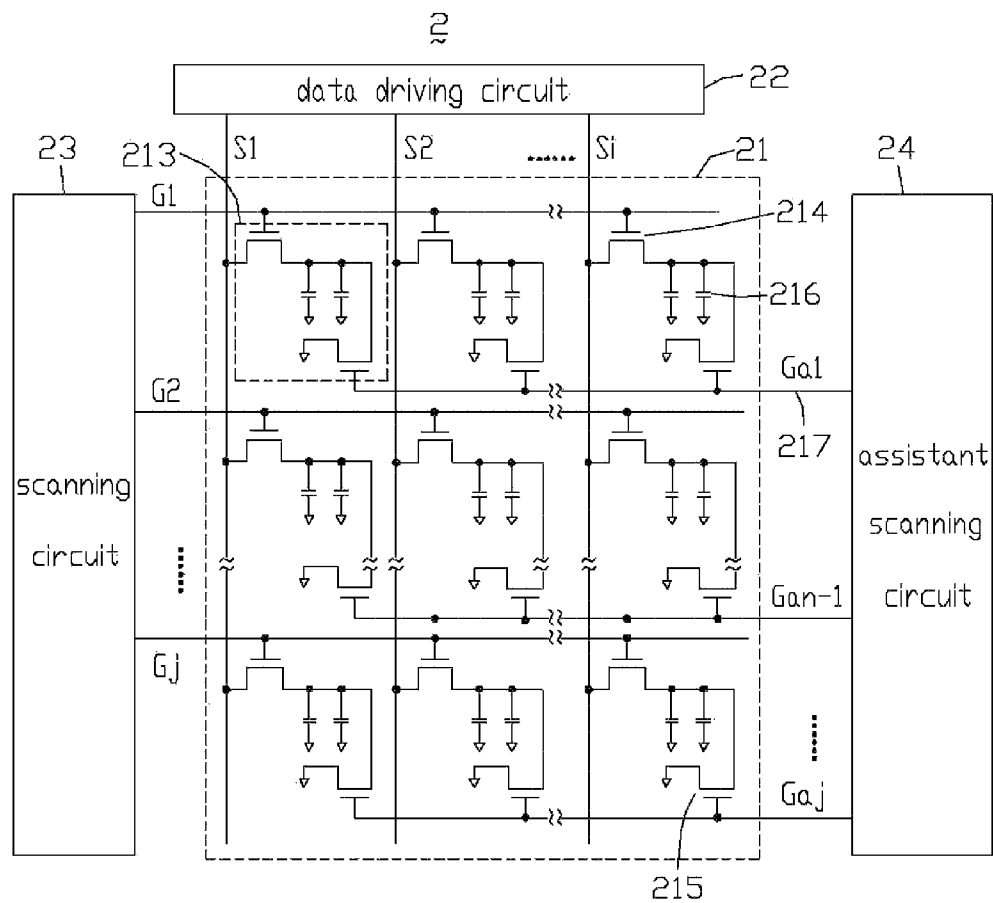 2
data driving circuit
22
23
213
S1
S2
......
Si
21
24
G1
214
216
Ga1
G2
217
scanning
circuit
......
assistant
scanning
circuit
Gan-1
Gj
......
Gaj
215